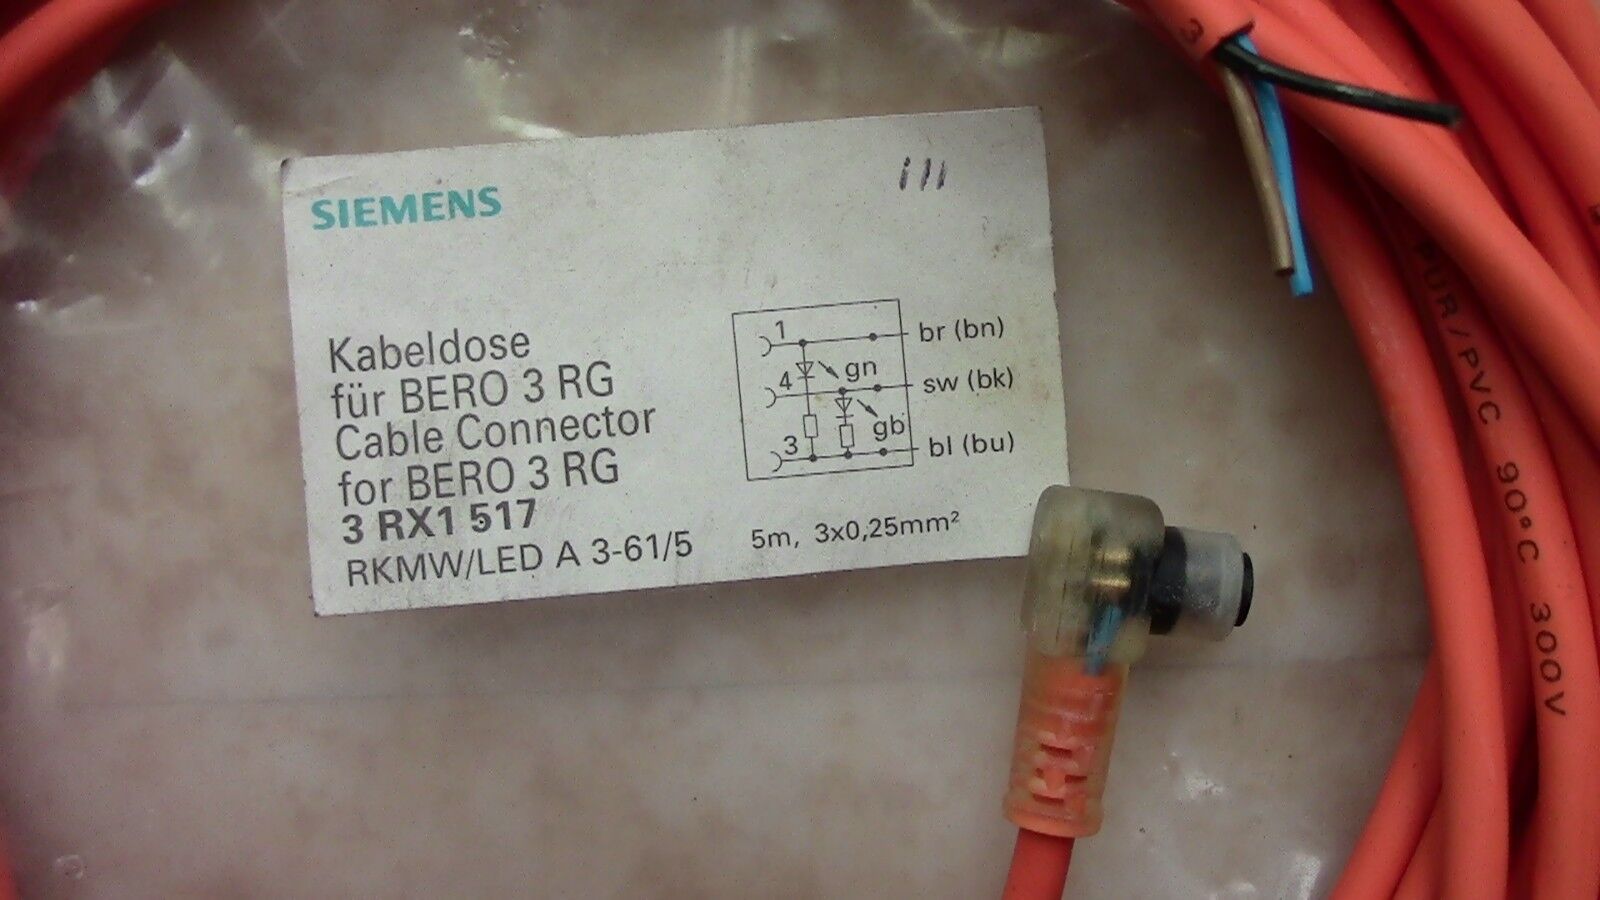 SIEMENS
Kabeldose
für BERO 3 RG
Cable Connector
for BERO 3 RG
3 RX1 517
RKMW/LED A 3-61/5
1
br (bn)
gn
4
sw (bk)
gb
3
bl (bu)
5m, 3x0,25mm²
3
PUR/PVC 90°C 300V